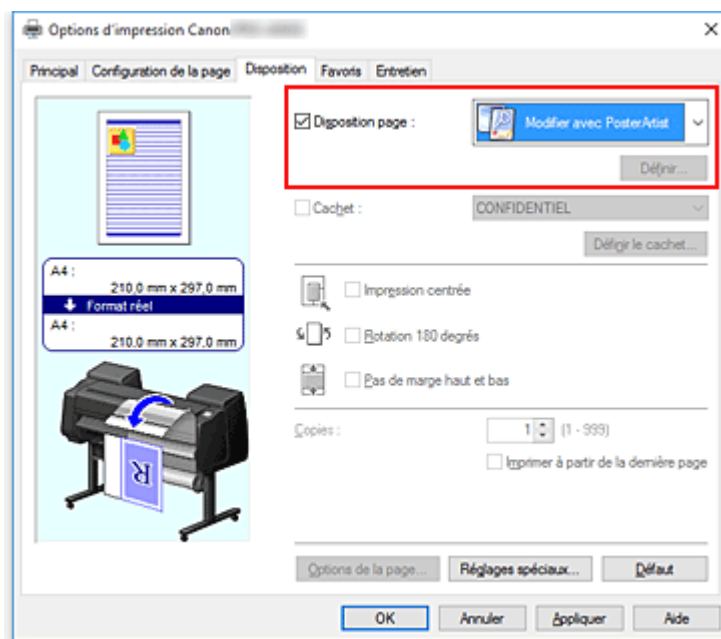 Options d'impression Canon
Principal Configuration de la page Disposition Favoris Entretien
Disposition page :
Modifier avec PosterArtist
Définir...
Cachet :
CONFIDENTIEL
Définir le cachet...
A4 :
210,0 mm x 297,0 mm
Format réel
A4 :
210,0 mm x 297,0 mm
Impression centrée
Rotation 180 degrés
Pas de marge haut et bas
Copies :
1 (1 - 999)
Imprimer à partir de la dernière page
R
Options de la page... Réglages spéciaux... Défaut
OK Annuler Appliquer Aide